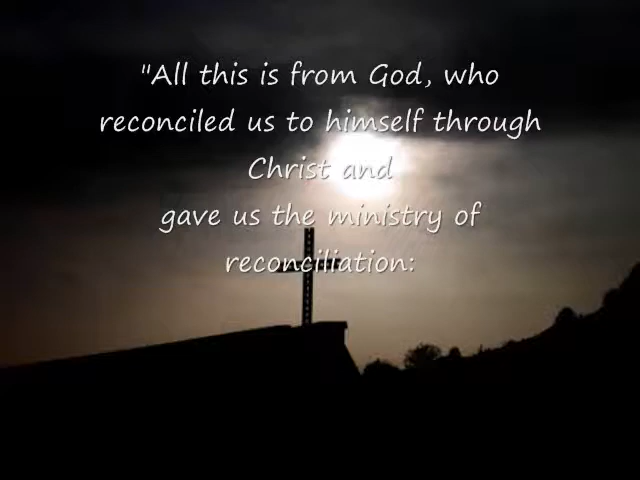 "All this is from God, who
reconciled us to himself through
Christ and
gave us the ministry of
reconciliation: